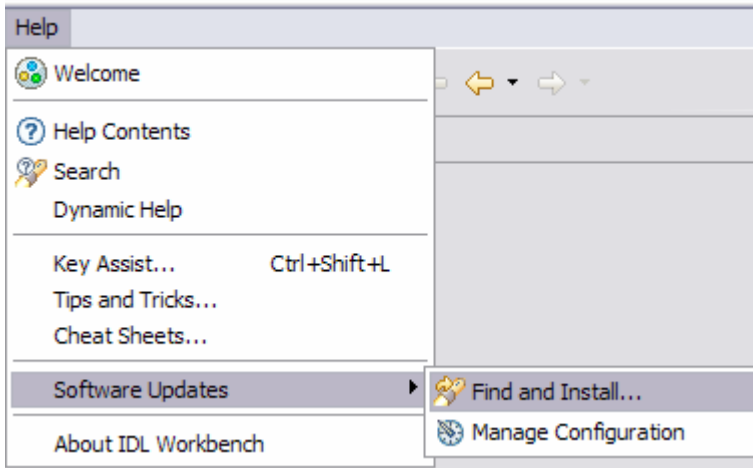 Help
Welcome
Help Contents
Search
Dynamic Help
Key Assist... Ctrl+Shift+L
Tips and Tricks...
Cheat Sheets...
Software Updates
Find and Install...
Manage Configuration
About IDL Workbench